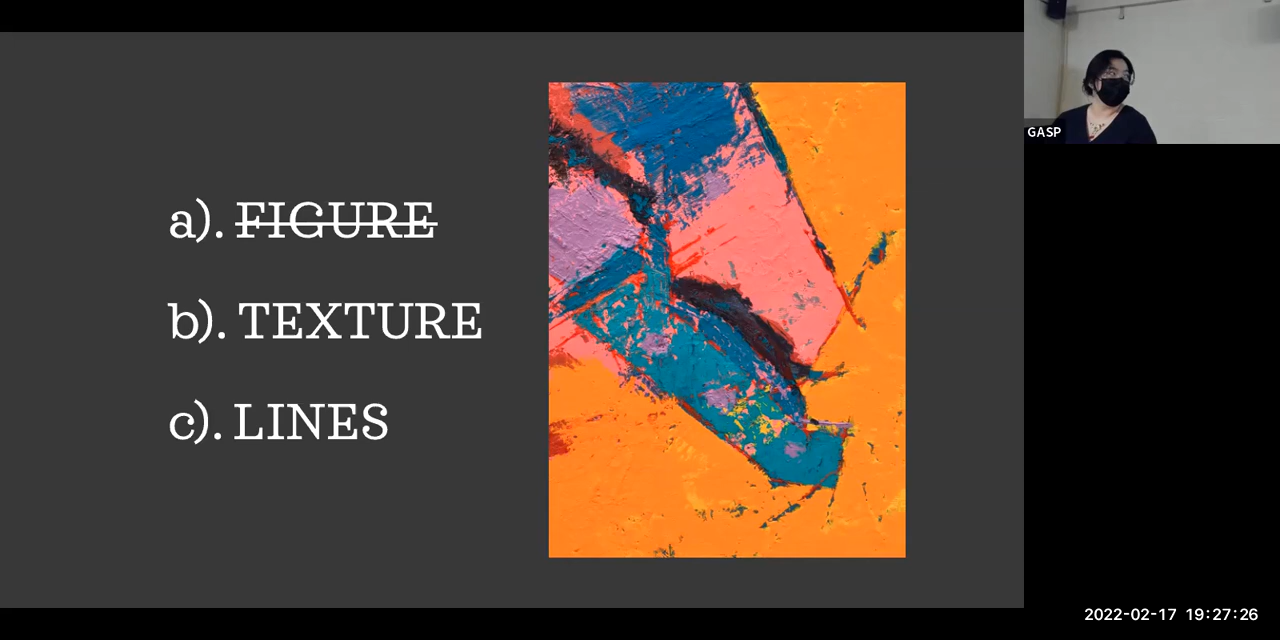 a). FIGURE
b). TEXTURE
c). LINES
GASP
2022-02-17 19:27:26